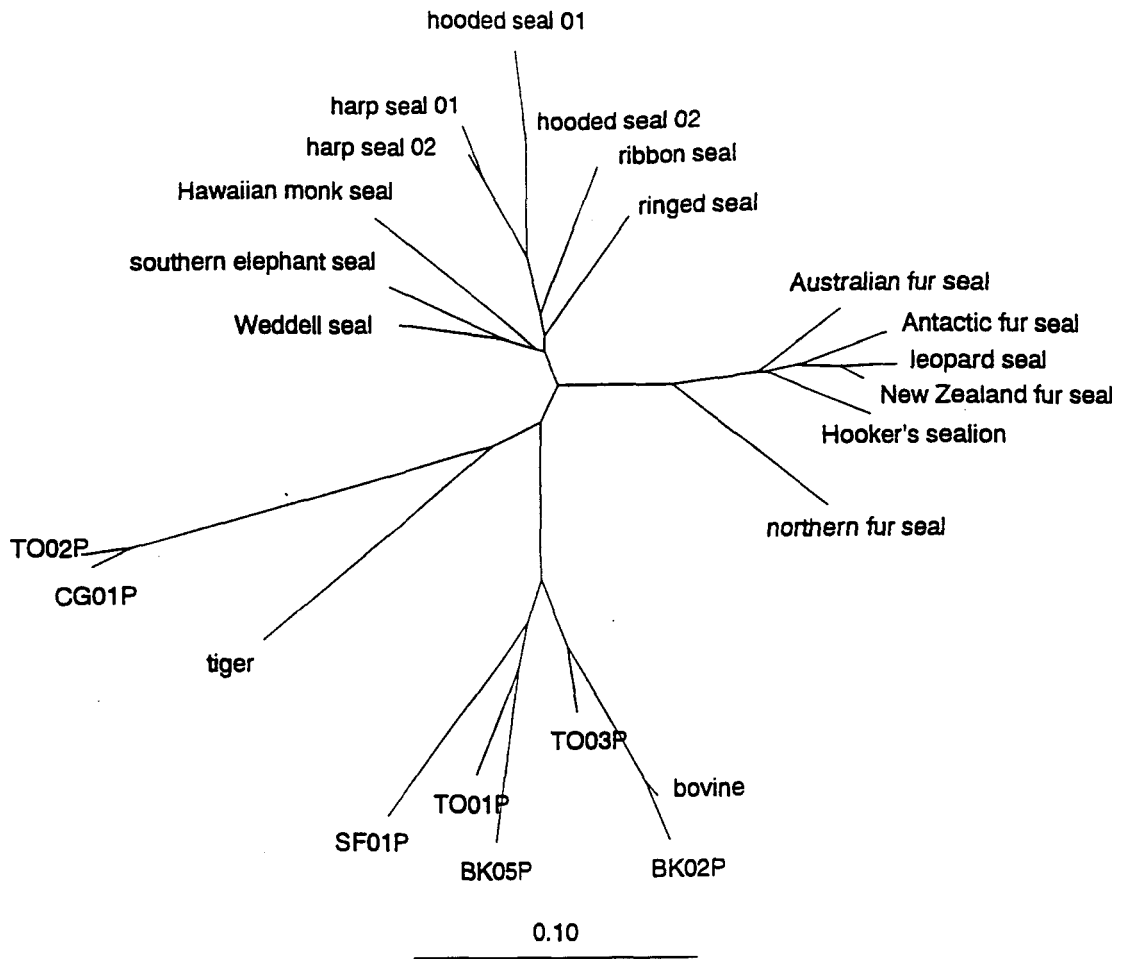 hooded seal 01
harp seal 01
hooded seal 02
harp seal 02
ribbon seal
Hawaiian monk seal
ringed seal
southern elephant seal
Australian fur seal
Weddell seal
Antactic fur seal
leopard seal
New Zealand fur seal
Hooker's sealion
northern fur seal
TO02P
CG01P
tiger
TO03P
bovine
TO01P
SF01P
BK05P
BK02P
0.10